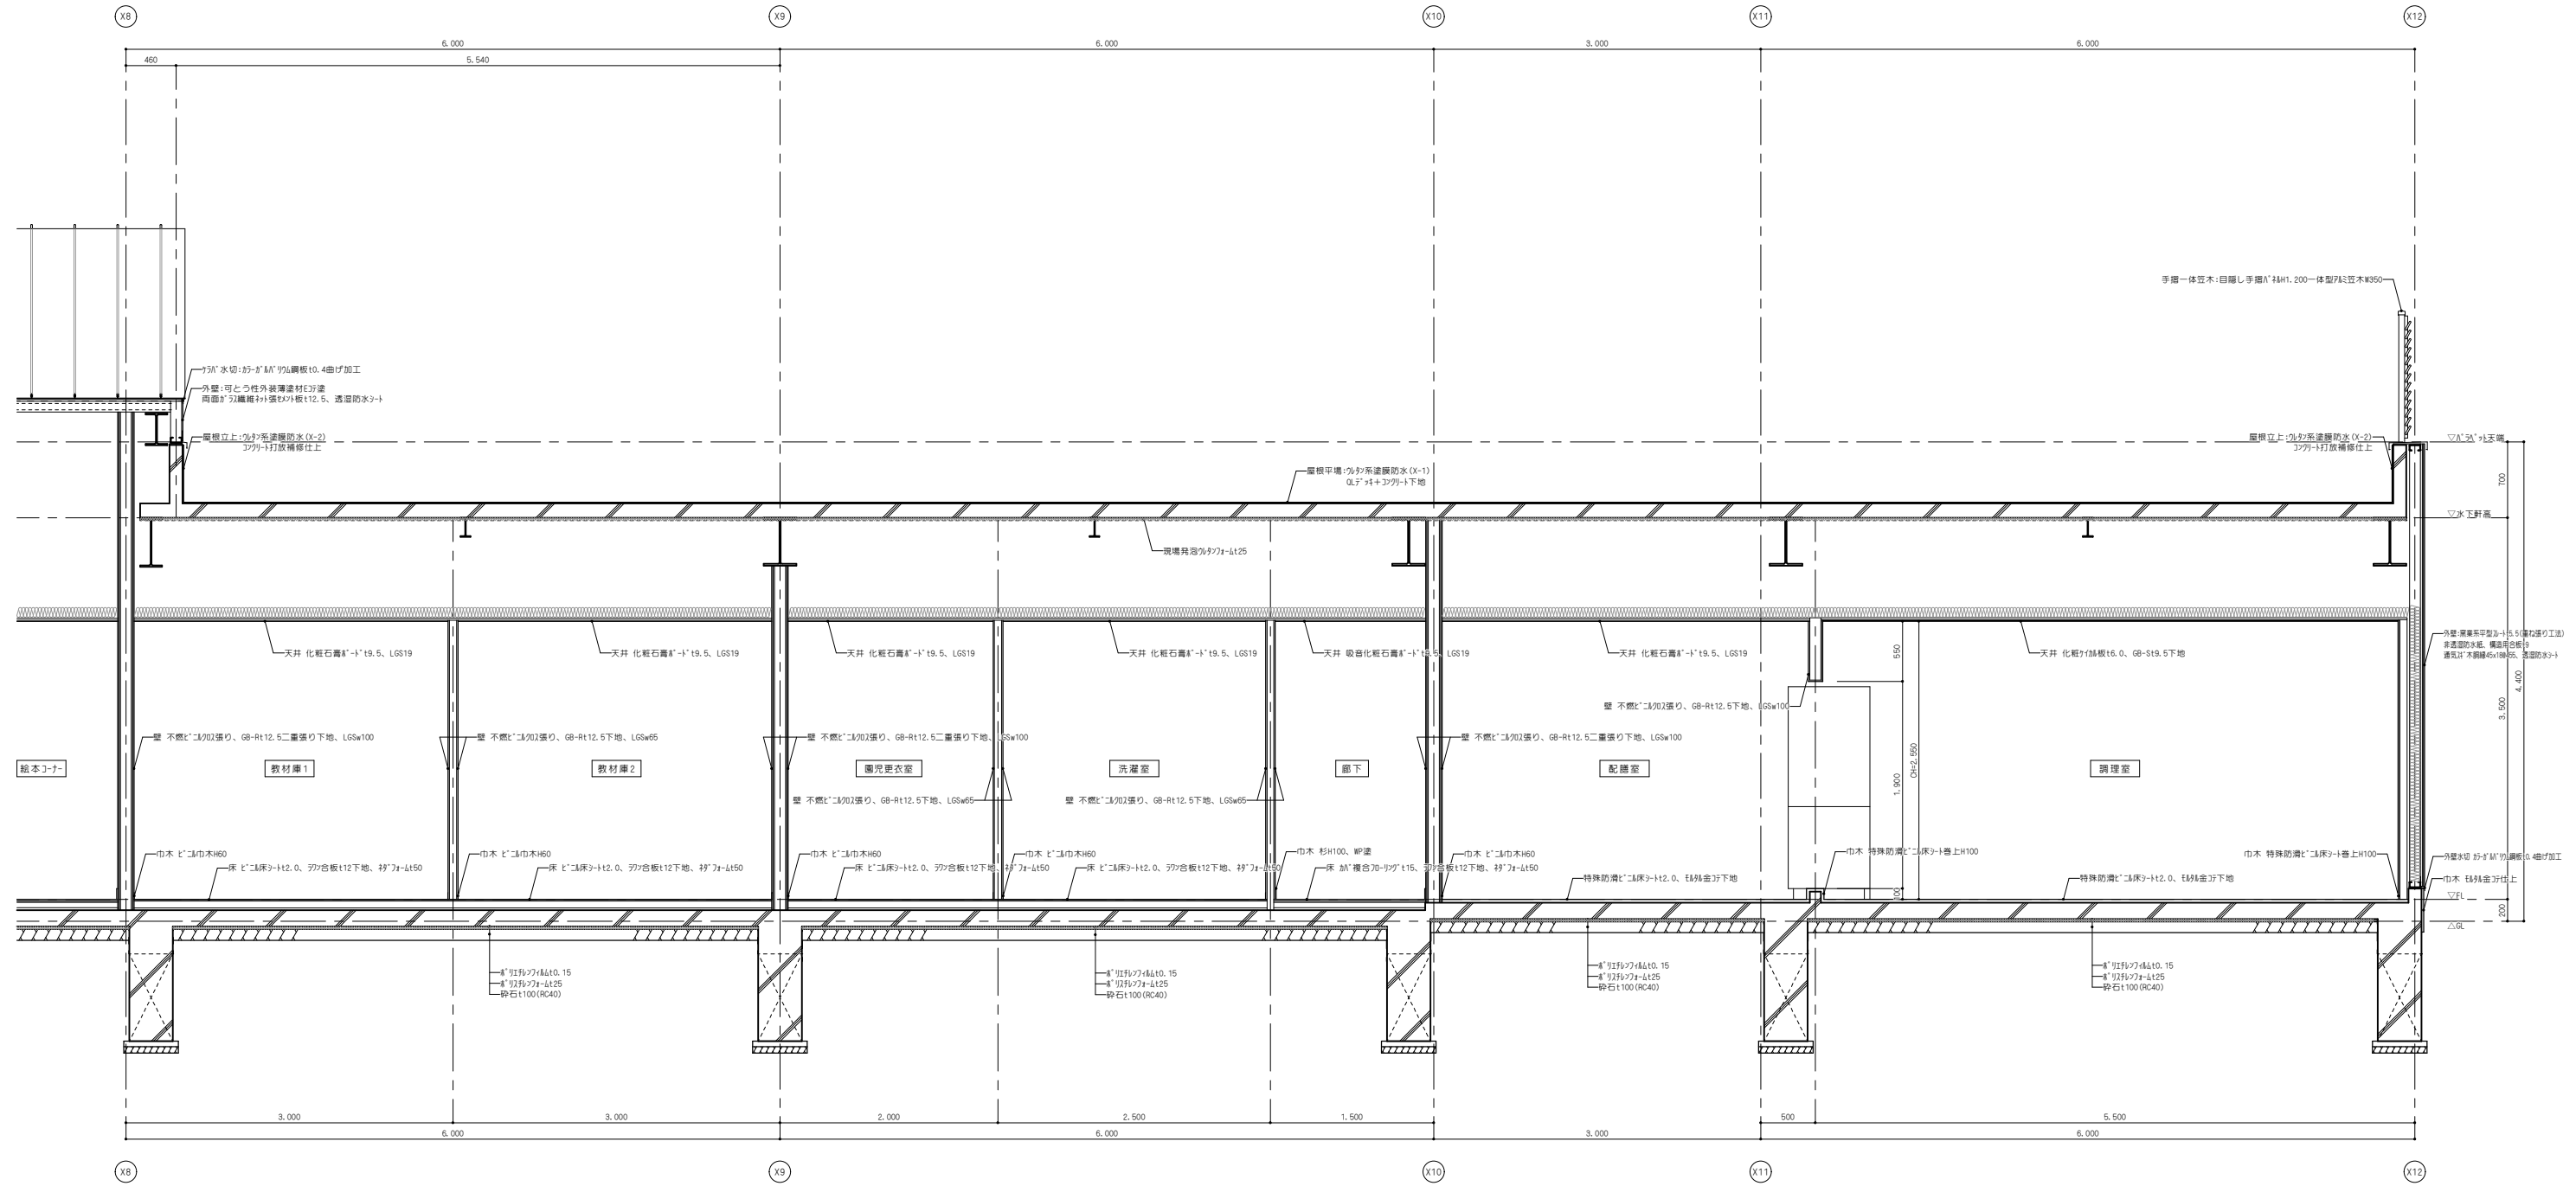 X8
X9
X10
X11
X12
6.000
6.000
3.000
6.000
460
5.540
手摺一体笠木:目隠し手摺ﾊﾟﾈﾙH1.200一体型ｱﾙﾐ笠木W350
ｹﾗﾊﾞ水切:ｶﾗｰｶﾞﾙﾊﾞﾘｳﾑ鋼板t0.4曲げ加工
外壁:可とう性外装薄塗材Eｺﾃ塗
両面ｶﾞﾗｽ繊維ﾈｯﾄ張ｾﾒﾝﾄ板t12.5、透湿防水ｼｰﾄ
屋根立上:ｳﾚﾀﾝ系塗膜防水(X-2)
ｺﾝｸﾘｰﾄ打放補修仕上
屋根立上:ｳﾚﾀﾝ系塗膜防水(X-2)
ｺﾝｸﾘｰﾄ打放補修仕上
▽ﾊﾟﾗﾍﾟｯﾄ天端
屋根平場:ｳﾚﾀﾝ系塗膜防水(X-1)
QLﾃﾞｯｷ+ｺﾝｸﾘｰﾄ下地
700
▽水下軒高
現場発泡ｳﾚﾀﾝﾌｫｰﾑt25
天井 化粧石膏ﾎﾞｰﾄﾞt9.5、LGS19
天井 化粧石膏ﾎﾞｰﾄﾞt9.5、LGS19
天井 化粧石膏ﾎﾞｰﾄﾞt9.5、LGS19
天井 化粧石膏ﾎﾞｰﾄﾞt9.5、LGS19
天井 吸音化粧石膏ﾎﾞｰﾄﾞt9.5、LGS19
天井 化粧石膏ﾎﾞｰﾄﾞt9.5、LGS19
天井 化粧ｹｲｶﾙ板t6.0、GB-St9.5下地
550
外壁:窯業系平型ｽﾚｰﾄt5.5(重ね張り工法)
非透湿防水紙、構造用合板t9
透湿防水ｼｰﾄ
4.400
3.500
壁 不燃ﾋﾞﾆﾙｸﾛｽ張り、GB-Rt12.5下地、LGSw100
壁 不燃ﾋﾞﾆﾙｸﾛｽ張り、GB-Rt12.5二重張り下地、LGSw100
壁 不燃ﾋﾞﾆﾙｸﾛｽ張り、GB-Rt12.5下地、LGSw65
壁 不燃ﾋﾞﾆﾙｸﾛｽ張り、GB-Rt12.5二重張り下地、LGSw100
壁 不燃ﾋﾞﾆﾙｸﾛｽ張り、GB-Rt12.5二重張り下地、LGSw100
絵本ｺｰﾅｰ
教材庫1
教材庫2
園児更衣室
洗濯室
廊下
配膳室
調理室
CH=2.550
1.900
壁 不燃ﾋﾞﾆﾙｸﾛｽ張り、GB-Rt12.5下地、LGSw65
壁 不燃ﾋﾞﾆﾙｸﾛｽ張り、GB-Rt12.5下地、LGSw65
巾木 ﾋﾞﾆﾙ巾木H60
巾木 ﾋﾞﾆﾙ巾木H60
巾木 ﾋﾞﾆﾙ巾木H60
巾木 ﾋﾞﾆﾙ巾木H60
巾木 杉H100、WP塗
巾木 ﾋﾞﾆﾙ巾木H60
巾木 特殊防滑ﾋﾞﾆﾙ床ｼｰﾄ巻上H100
巾木 特殊防滑ﾋﾞﾆﾙ床ｼｰﾄ巻上H100
外壁水切 ｶﾗｰｶﾞﾙﾊﾞﾘｳﾑ鋼板t0.4曲げ加工
床 ﾋﾞﾆﾙ床ｼｰﾄt2.0、ﾗﾜﾝ合板t12下地、ﾈﾀﾞﾌｫｰﾑt50
床 ﾋﾞﾆﾙ床ｼｰﾄt2.0、ﾗﾜﾝ合板t12下地、ﾈﾀﾞﾌｫｰﾑt50
床 ﾋﾞﾆﾙ床ｼｰﾄt2.0、ﾗﾜﾝ合板t12下地、ﾈﾀﾞﾌｫｰﾑt50
床 ﾋﾞﾆﾙ床ｼｰﾄt2.0、ﾗﾜﾝ合板t12下地、ﾈﾀﾞﾌｫｰﾑt50
床 ｶﾊﾞ複合ﾌﾛｰﾘﾝｸﾞt15、ﾗﾜﾝ合板t12下地、ﾈﾀﾞﾌｫｰﾑt50
特殊防滑ﾋﾞﾆﾙ床ｼｰﾄt2.0、ﾓﾙﾀﾙ金ｺﾃ下地
特殊防滑ﾋﾞﾆﾙ床ｼｰﾄt2.0、ﾓﾙﾀﾙ金ｺﾃ下地
巾木 ﾓﾙﾀﾙ金ｺﾃ仕上
100
▽FL
200
△GL
ﾎﾟﾘｴﾁﾚﾝﾌｨﾙﾑt0.15
ﾎﾟﾘｽﾁﾚﾝﾌｫｰﾑt25
砕石t100(RC40)
ﾎﾟﾘｴﾁﾚﾝﾌｨﾙﾑt0.15
ﾎﾟﾘｽﾁﾚﾝﾌｫｰﾑt25
砕石t100(RC40)
ﾎﾟﾘｴﾁﾚﾝﾌｨﾙﾑt0.15
ﾎﾟﾘｽﾁﾚﾝﾌｫｰﾑt25
砕石t100(RC40)
ﾎﾟﾘｴﾁﾚﾝﾌｨﾙﾑt0.15
ﾎﾟﾘｽﾁﾚﾝﾌｫｰﾑt25
砕石t100(RC40)
3.000
3.000
2.000
2.500
1.500
500
5.500
6.000
6.000
3.000
6.000
X8
X9
X10
X11
X12